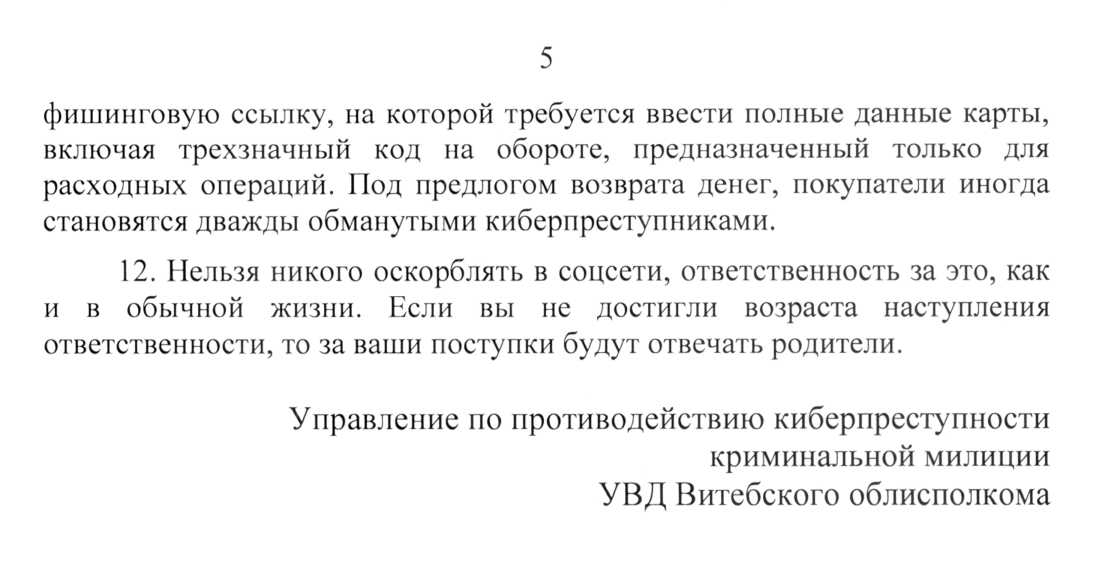 5
фишинговую ссылку, на которой требуется ввести полные данные карты,
включая трехзначный код на обороте, предназначенный только для
расходных операций. Под предлогом возврата денег, покупатели иногда
становятся дважды обманутыми киберпреступниками.
12. Нельзя никого оскорблять в соцсети, ответственность за это, как
и в обычной жизни. Если вы не достигли возраста наступления
ответственности, то за ваши поступки будут отвечать родители.
Управление по противодействию киберпреступности
криминальной милиции
УВД Витебского облисполкома